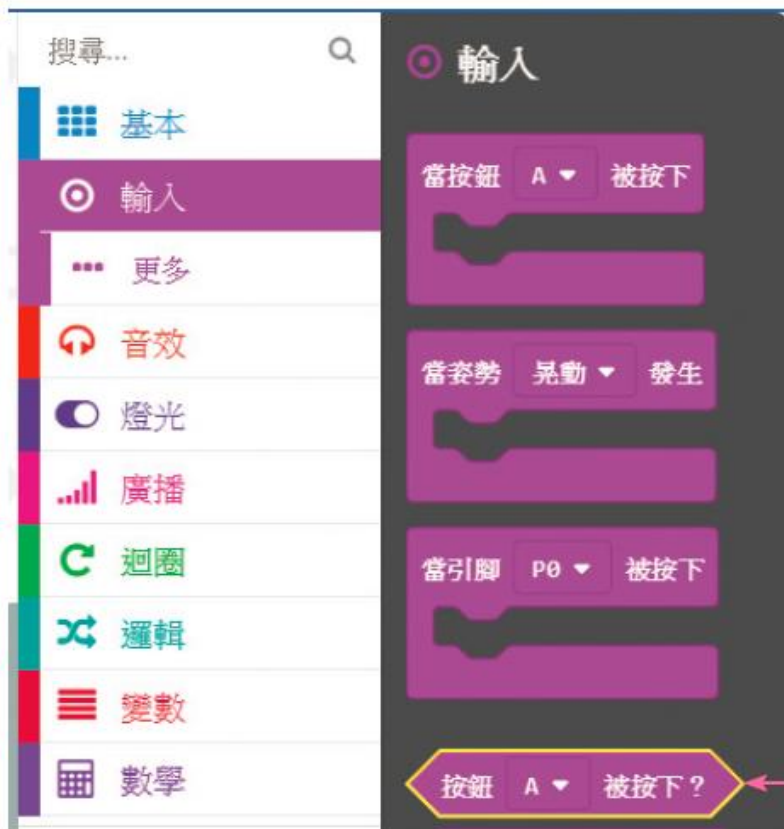 搜尋...
基本
輸入
更多
音效
燈光
廣播
迴圈
邏輯
變數
數學
輸入
當按鈕 A 被按下
當姿勢 晃動 發生
當引腳 P0 被按下
按鈕 A 被按下？